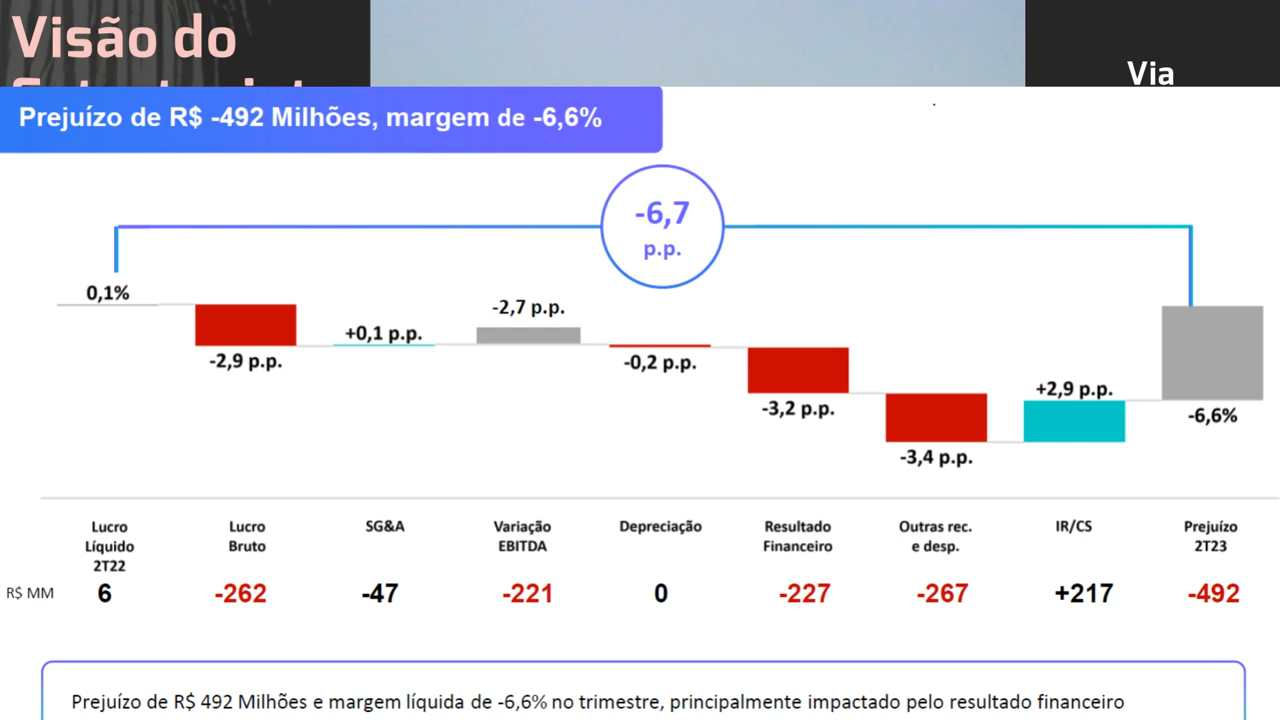 Visão do
Via
Prejuízo de R$ -492 Milhões, margem de -6,6%
-6,7
p.p.
0,1%
-2,9 p.p.
+0,1 p.p.
-2,7 p.p.
-0,2 p.p.
-3,2 p.p.
-3,4 p.p.
+2,9 p.p.
-6,6%
Lucro
Líquido
2T22
Lucro
Bruto
SG&A
Variação
EBITDA
Depreciação
Resultado
Financeiro
Outras rec.
e desp.
IR/CS
Prejuízo
2T23
R$ MM 6 -262 -47 -221 0 -227 -267 +217 -492
Prejuízo de R$ 492 Milhões e margem líquida de -6,6% no trimestre, principalmente impactado pelo resultado financeiro